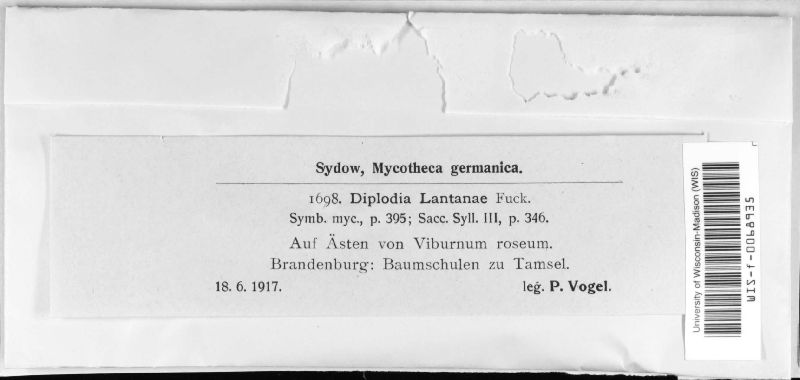 Sydow, Mycotheca germanica.
1698. Diplodia Lantanae Fuck.
Symb. myc., p. 395; Sacc. Syll. III, p. 346.
Auf Ästen von Viburnum roseum.
Brandenburg: Baumschulen zu Tamsel.
18. 6. 1917. leg. P. Vogel.
University of Wisconsin-Madison (WIS)
WIS-f-0068935